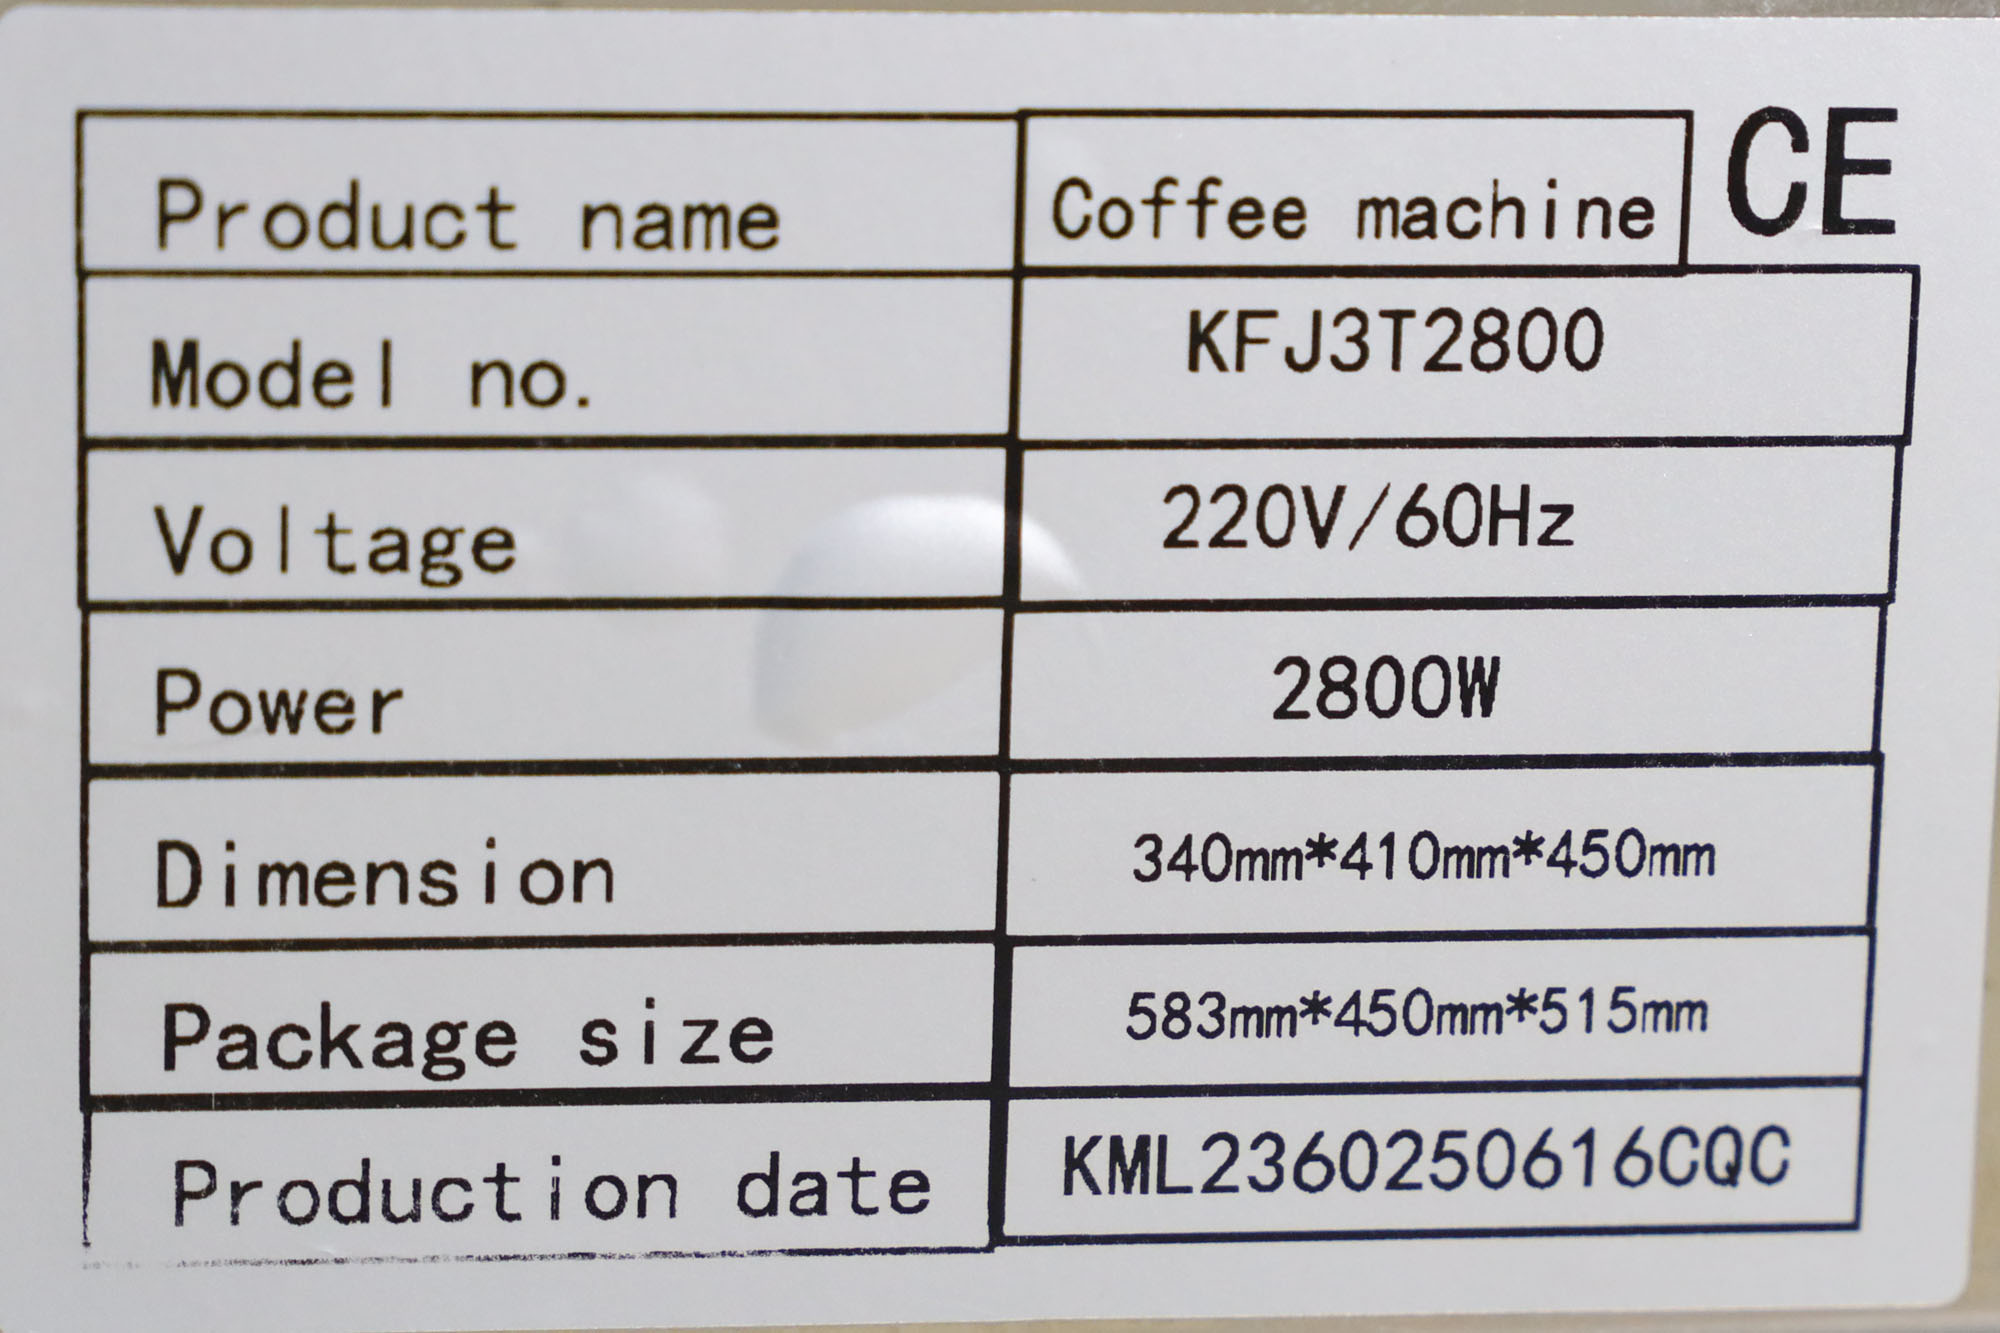 Product name Coffee machine CE
Model no. KFJ3T2800
Voltage 220V/60Hz
Power 2800W
Dimension 340mm*410mm*450mm
Package size 583mm*450mm*515mm
Production date KML2360250616CQC